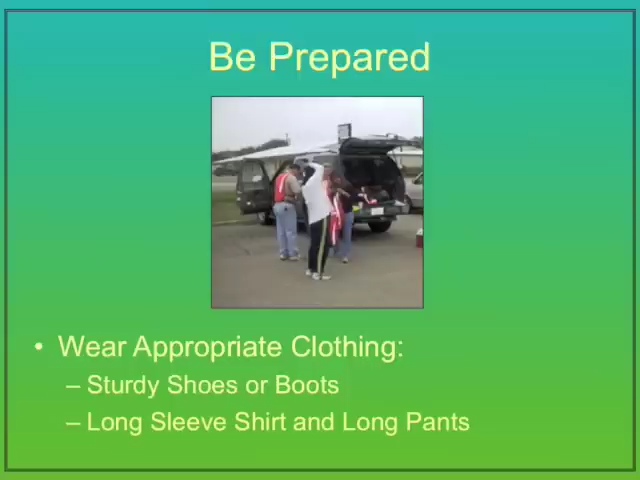 Be Prepared
• Wear Appropriate Clothing:
– Sturdy Shoes or Boots
– Long Sleeve Shirt and Long Pants